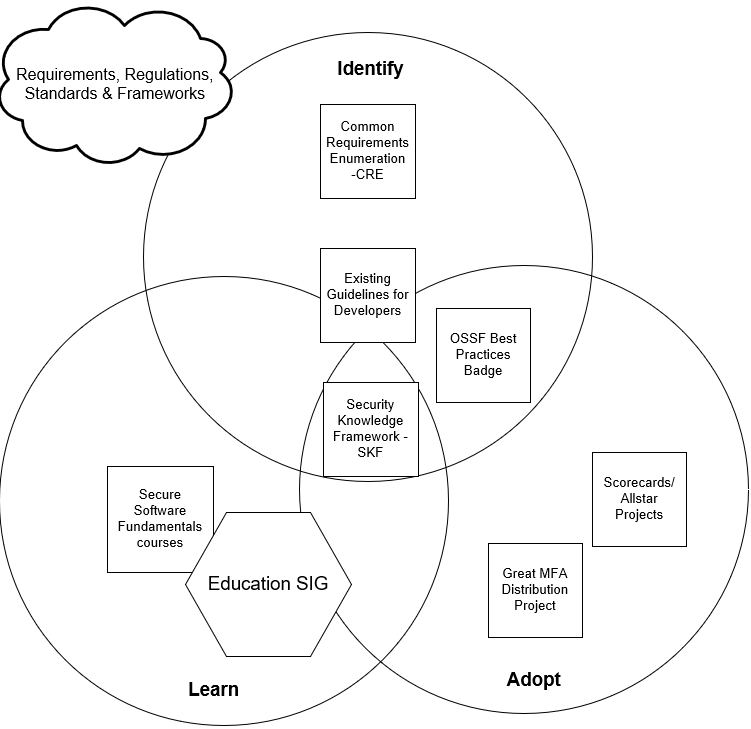 Requirements, Regulations,
Standards & Frameworks
Identify
Common
Requirements
Enumeration
-CRE
Existing
Guidelines for
Developers
OSSF Best
Practices
Badge
Security
Knowledge
Framework -
SKF
Secure
Software
Fundamentals
courses
Education SIG
Scorecards/
Allstar
Projects
Great MFA
Distribution
Project
Learn
Adopt